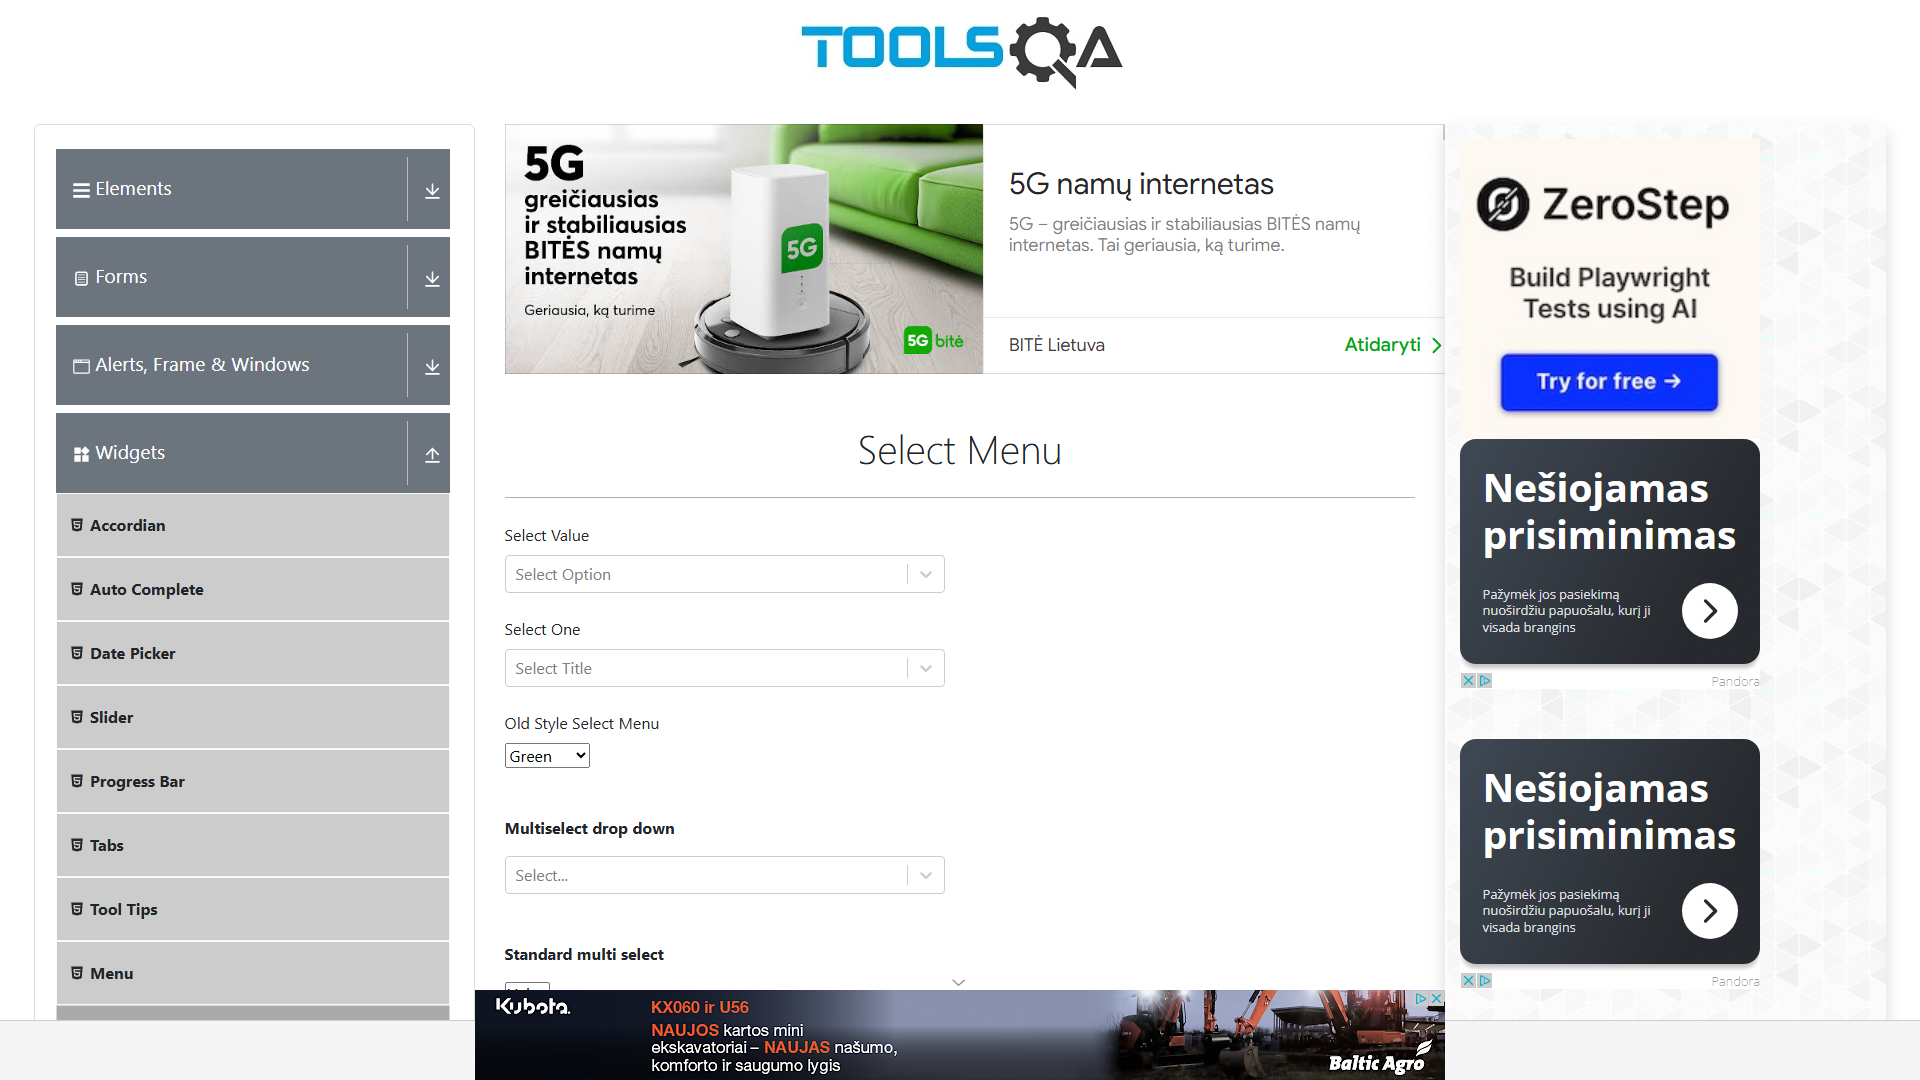 TOOLSQA
Elements
Forms
Alerts, Frame & Windows
Widgets
Accordian
Auto Complete
Date Picker
Slider
Progress Bar
Tabs
Tool Tips
Menu
5G
greičiausias
ir stabiliausias
BITĖS namų
internetas
Geriausia, ką turime
5G
5G bitė
5G namų internetas
5G – greičiausias ir stabiliausias BITĖS namų
internetas. Tai geriausia, ką turime.
BITĖ Lietuva
Atidaryti
Select Menu
Select Value
Select Option
Select One
Select Title
Old Style Select Menu
Green
Multiselect drop down
Select...
Standard multi select
Kubota.
KX060 ir U56
NAUJOS kartos mini
ekskavatoriai – NAUJAS našumo,
komforto ir saugumo lygis
Baltic Agro
ZeroStep
Build Playwright
Tests using AI
Try for free →
Nešiojamas
prisiminimas
Pažymėk jos pasiekimą
nuoširdžiu papuošalu, kurį ji
visada brangins
Pandora
Nešiojamas
prisiminimas
Pažymėk jos pasiekimą
nuoširdžiu papuošalu, kurį ji
visada brangins
Pandora